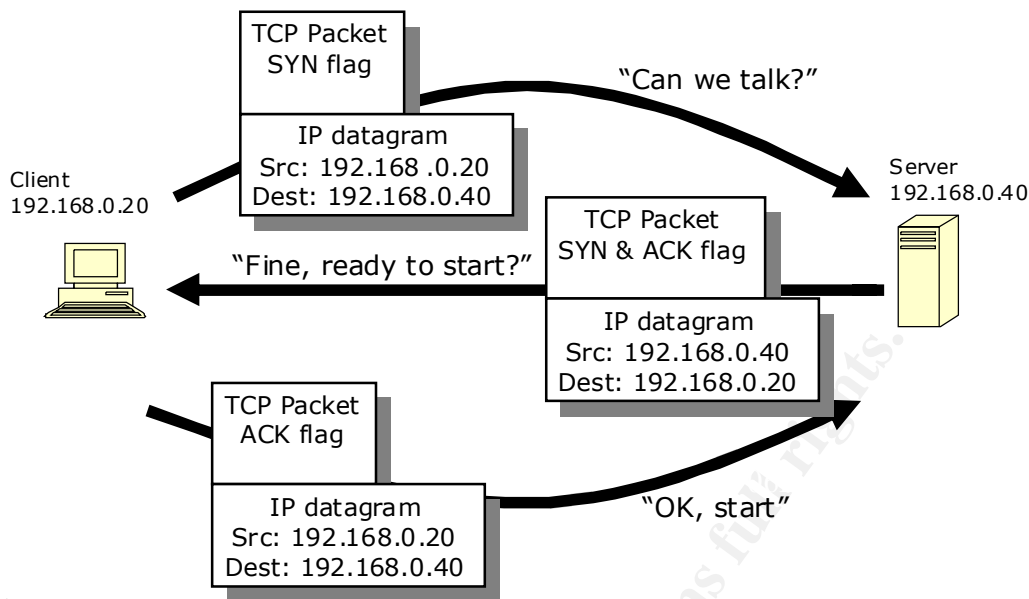 TCP Packet
SYN flag
"Can we talk?"
IP datagram
Src: 192.168 .0.20
Dest: 192.168.0.40
Client
192.168.0.20
Server
192.168.0.40
TCP Packet
SYN & ACK flag
"Fine, ready to start?"
IP datagram
Src: 192.168.0.40
Dest: 192.168.0.20
TCP Packet
ACK flag
"OK, start"
IP datagram
Src: 192.168.0.20
Dest: 192.168.0.40
full rights.